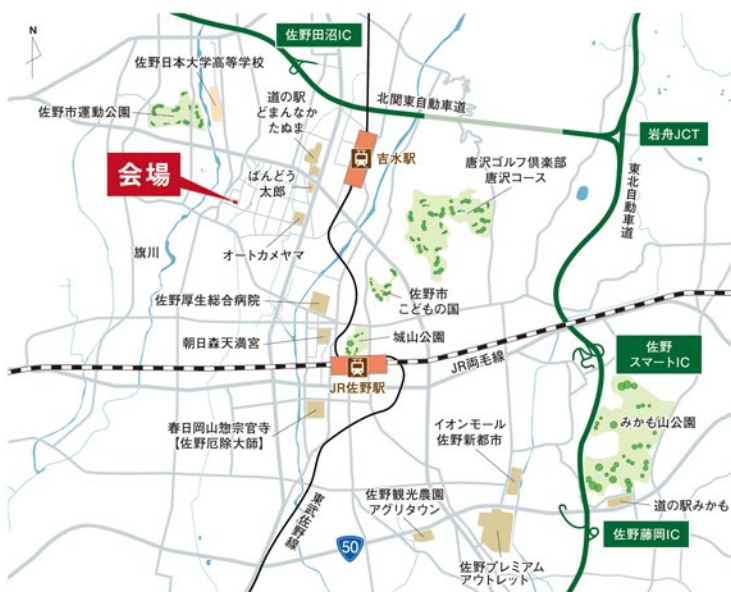 N
佐野田沼IC
佐野日本大学高等学校
北関東自動車道
道の駅
どまんなか
たぬま
佐野市運動公園
岩舟JCT
吉水駅
唐沢ゴルフ倶楽部
唐沢コース
東北自動車道
会場
ばんどう
太郎
旗川
オートカメヤマ
佐野市
こどもの国
佐野厚生総合病院
朝日森天満宮
城山公園
JR両毛線
佐野
スマートIC
JR佐野駅
春日岡山惣宗官寺
【佐野厄除大師】
イオンモール
佐野新都市
みかも山公園
佐野観光農園
アグリタウン
道の駅みかも
東武佐野線
50
佐野藤岡IC
佐野プレミアム
アウトレット